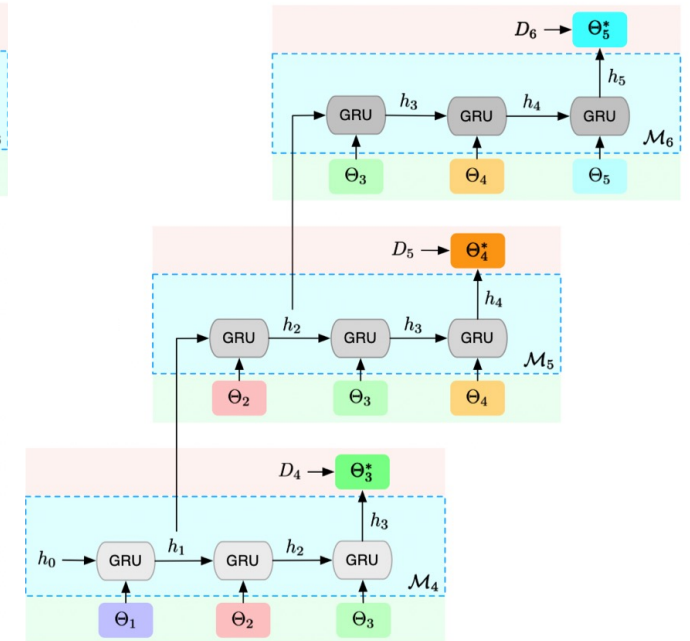 D₆ Θ₅*
h₅
GRU h₃ GRU h₄ GRU
ℳ₆
Θ₃ Θ₄ Θ₅
D₅ Θ₄*
h₄
GRU h₂ GRU h₃ GRU
ℳ₅
Θ₂ Θ₃ Θ₄
D₄ Θ₃*
h₃
h₀ GRU h₁ GRU h₂ GRU
ℳ₄
Θ₁ Θ₂ Θ₃